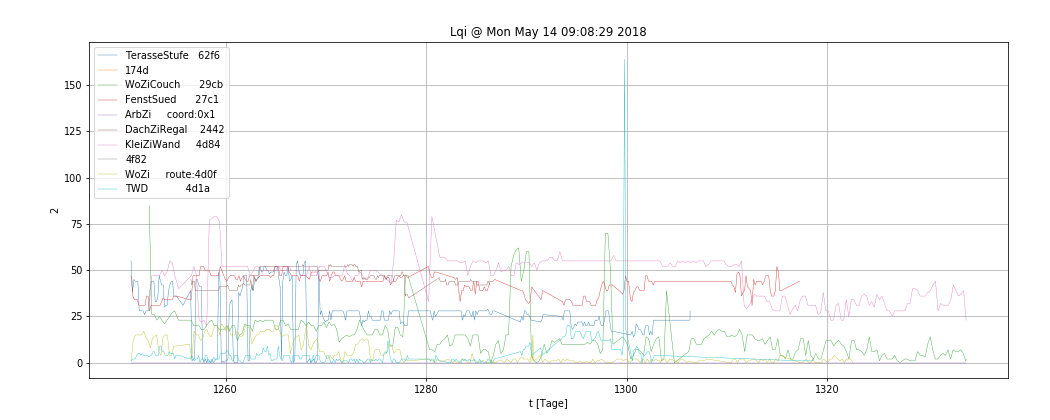 Lqi @ Mon May 14 09:08:29 2018
TerasseStufe 62f6
174d
WoZiCouch 29cb
FenstSued 27c1
ArbZi coord:0x1
DachZiRegal 2442
KleiZiWand 4d84
4f82
WoZi route:4d0f
TWD 4d1a
150
125
100
75
50
25
0
2
1260 1280 1300 1320
t [Tage]